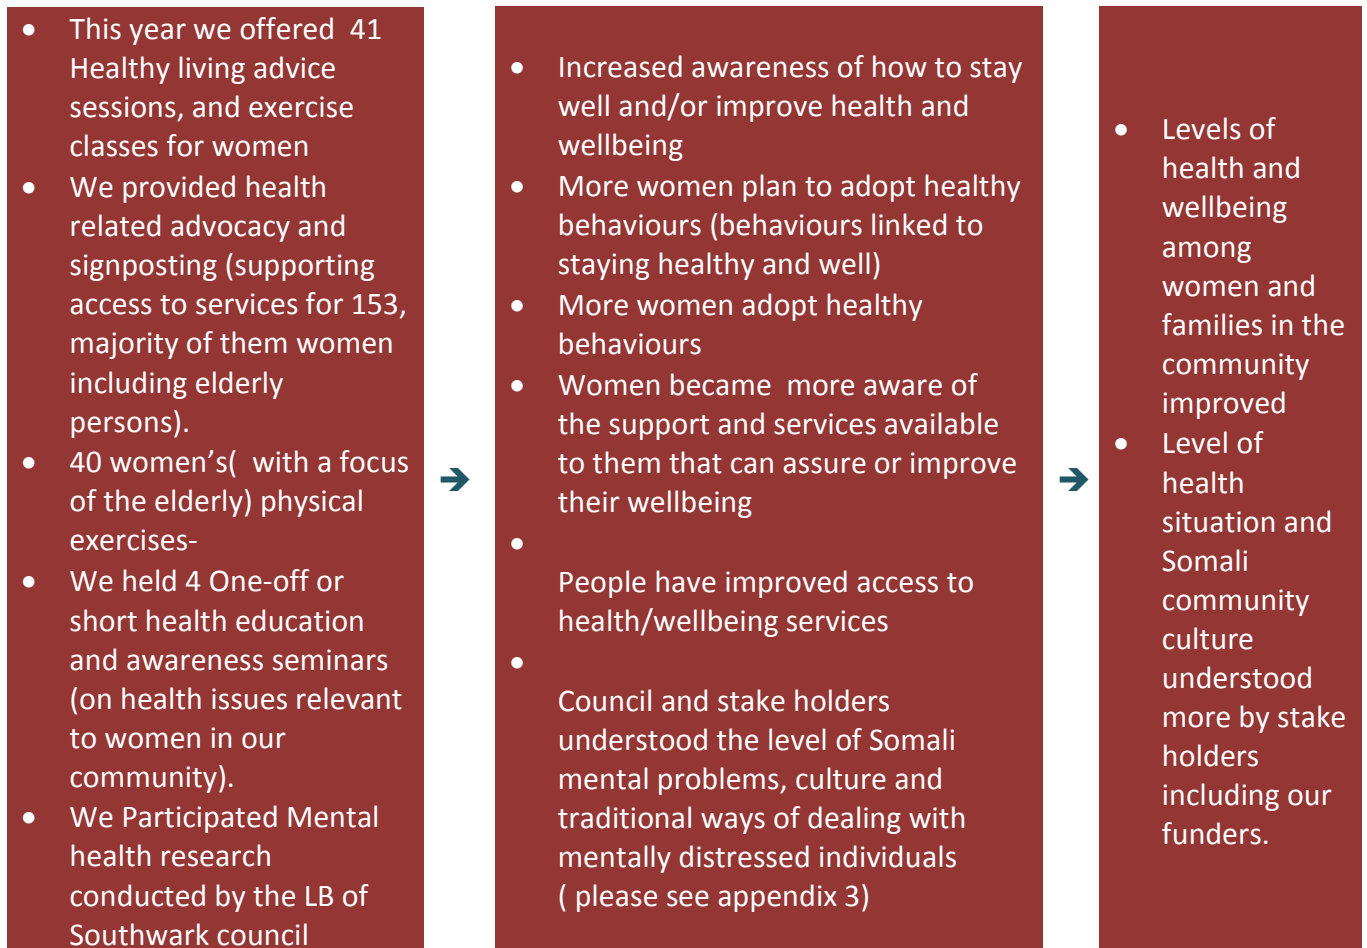 • This year we offered  41
Healthy living advice
sessions, and exercise
classes for women
• We provided health
related advocacy and
signposting (supporting
access to services for 153,
majority of them women
including elderly
persons).
• 40 women’s(  with a focus
of the elderly) physical
exercises-
• We held 4 One-off or
short health education
and awareness seminars
(on health issues relevant
to women in our
community).
• We Participated Mental
health research
conducted by the LB of
Southwark council
➔
• Increased awareness of how to stay
well and/or improve health and
wellbeing
• More women plan to adopt healthy
behaviours (behaviours linked to
staying healthy and well)
• More women adopt healthy
behaviours
• Women became  more aware of
the support and services available
to them that can assure or improve
their wellbeing
•
People have improved access to
health/wellbeing services
•
Council and stake holders
understood the level of Somali
mental problems, culture and
traditional ways of dealing with
mentally distressed individuals
( please see appendix 3)
➔
• Levels of
health and
wellbeing
among
women and
families in the
community
improved
• Level of
health
situation and
Somali
community
culture
understood
more by stake
holders
including our
funders.